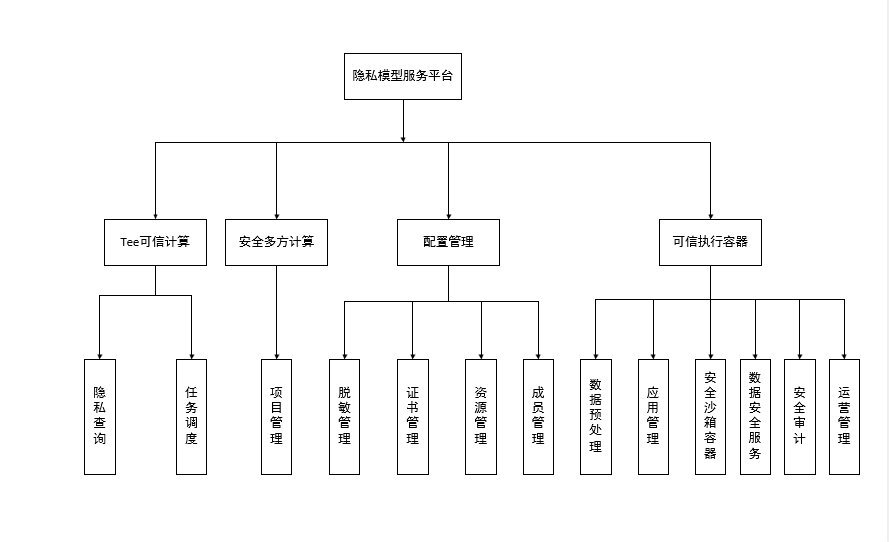 隐私模型服务平台
Tee可信计算
安全多方计算
配置管理
可信执行容器
隐私查询
任务调度
项目管理
脱敏管理
证书管理
资源管理
成员管理
数据预处理
应用管理
安全沙箱容器
数据安全服务
安全审计
运营管理